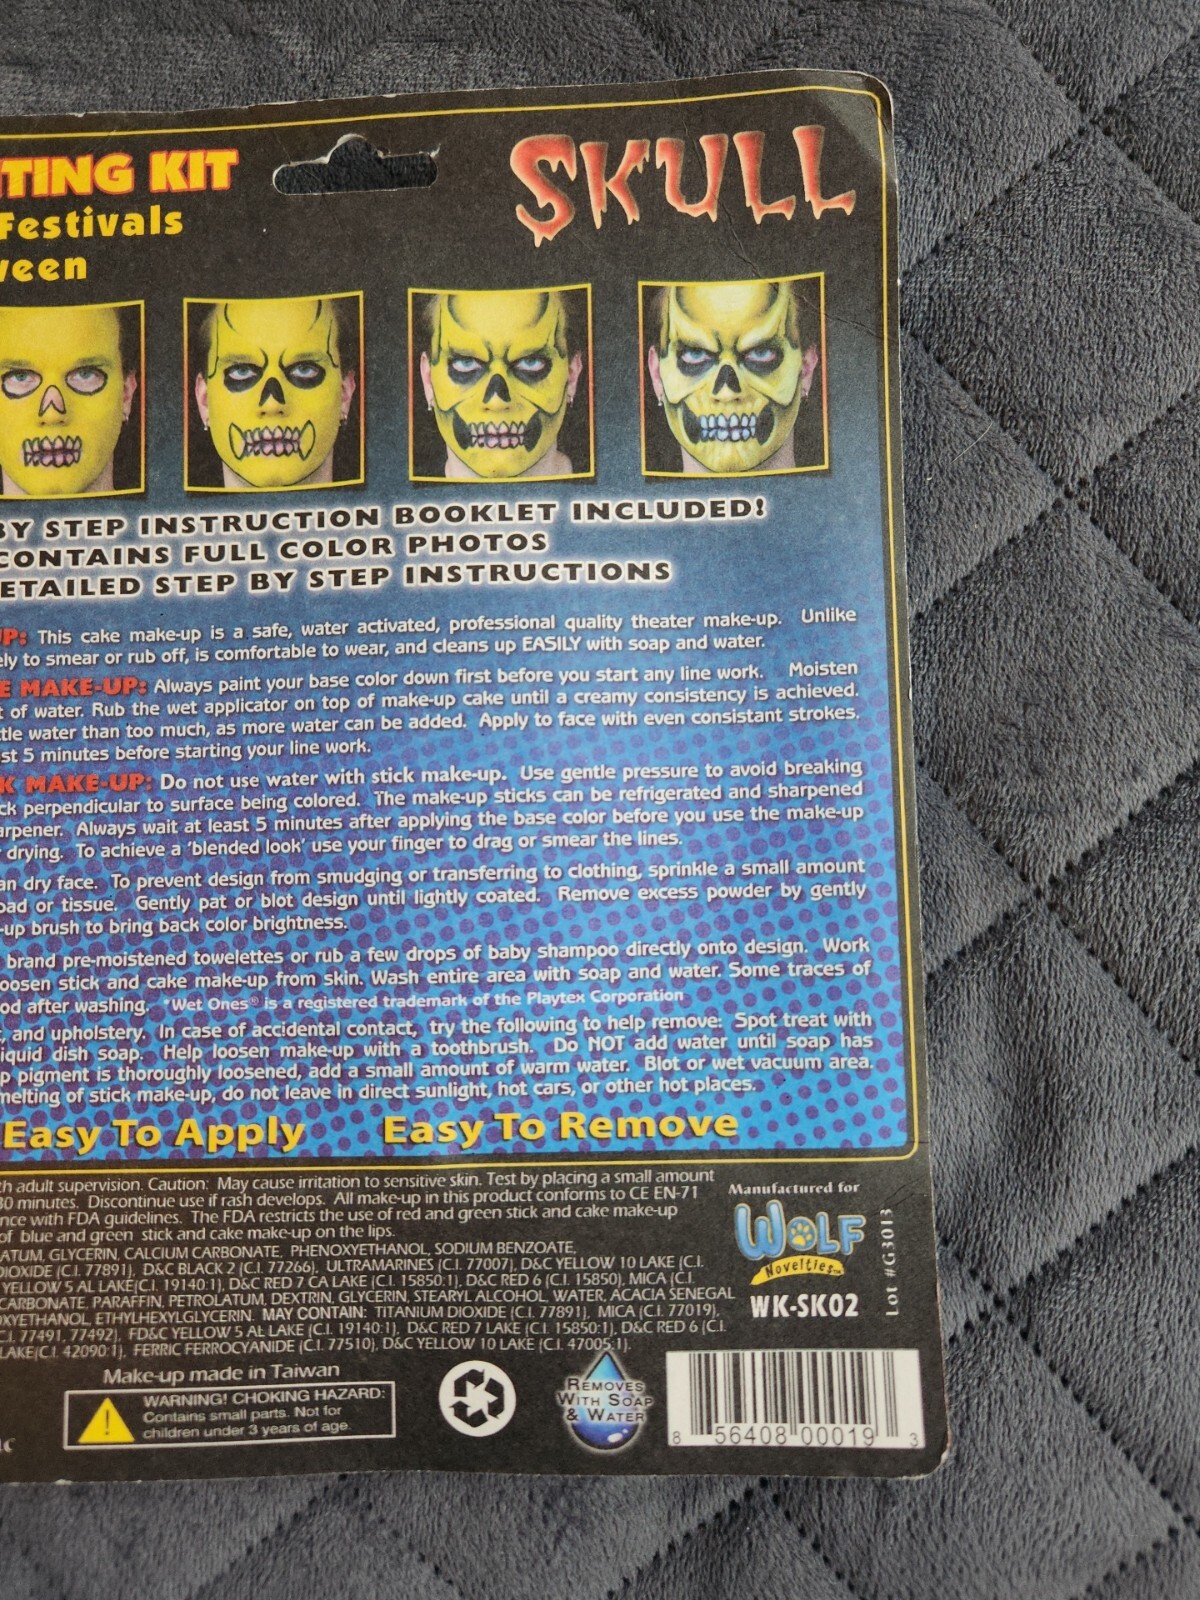 TING KIT
SKULL
Festivals
ween
BY STEP INSTRUCTION BOOKLET INCLUDED!
CONTAINS FULL COLOR PHOTOS
ETAILED STEP BY STEP INSTRUCTIONS
UP: This cake make-up is a safe, water activated, professional quality theater make-up. Unlike
ely to smear or rub off, is comfortable to wear, and cleans up EASILY with soap and water.
E MAKE-UP: Always paint your base color down first before you start any line work. Moisten
t of water. Rub the wet applicator on top of make-up cake until a creamy consistency is achieved.
ttle water than too much, as more water can be added. Apply to face with even consistant strokes.
st 5 minutes before starting your line work.
K MAKE-UP: Do not use water with stick make-up. Use gentle pressure to avoid breaking
ck perpendicular to surface being colored. The make-up sticks can be refrigerated and sharpened
arpener. Always wait at least 5 minutes after applying the base color before you use the make-up
r drying. To achieve a 'blended look' use your finger to drag or smear the lines.
an dry face. To prevent design from smudging or transferring to clothing, sprinkle a small amount
pad or tissue. Gently pat or blot design until lightly coated. Remove excess powder by gently
-up brush to bring back color brightness.
brand pre-moistened towelettes or rub a few drops of baby shampoo directly onto design. Work
oosen stick and cake make-up from skin. Wash entire area with soap and water. Some traces of
od after washing. *Wet Ones® is a registered trademark of the Playtex Corporation
, and upholstery. In case of accidental contact, try the following to help remove: Spot treat with
liquid dish soap. Help loosen make-up with a toothbrush. Do NOT add water until soap has
p pigment is thoroughly loosened, add a small amount of warm water. Blot or wet vacuum area.
melting of stick make-up, do not leave in direct sunlight, hot cars, or other hot places.
Easy To Apply Easy To Remove
th adult supervision. Caution: May cause irritation to sensitive skin. Test by placing a small amount
30 minutes. Discontinue use if rash develops. All make-up in this product conforms to CE EN-71
nce with FDA guidelines. The FDA restricts the use of red and green stick and cake make-up
of blue and green stick and cake make-up on the lips.
ATUM, GLYCERIN, CALCIUM CARBONATE, PHENOXYETHANOL, SODIUM BENZOATE,
DIOXIDE (C.I. 77891), D&C BLACK 2 (C.I. 77266), ULTRAMARINES (C.I. 77007), D&C YELLOW 10 LAKE (C.I.
YELLOW 5 AL LAKE(C.I. 19140:1), D&C RED 7 CA LAKE (C.I. 15850:1), D&C RED 6 (C.I. 15850), MICA (C.I.
CARBONATE, PARAFFIN, PETROLATUM, DEXTRIN, GLYCERIN, STEARYL ALCOHOL, WATER, ACACIA SENEGAL
OXYETHANOL, ETHYLHEXYLGLYCERIN. MAY CONTAIN: TITANIUM DIOXIDE (C.I. 77891), MICA (C.I. 77019),
C.I. 77491, 77492), FD&C YELLOW 5 AL LAKE (C.I. 19140:1), D&C RED 7 LAKE (C.I. 15850:1), D&C RED 6 (C.I.
LAKE(C.I. 42090:1), FERRIC FERROCYANIDE (C.I. 77510), D&C YELLOW 10 LAKE (C.I. 47005:1).
Manufactured for
WOLF
Novelties™
WK-SK02
Lot #G3013
Make-up made in Taiwan
WARNING! CHOKING HAZARD:
Contains small parts. Not for
children under 3 years of age.
REMOVES
WITH SOAP
& WATER
8 56408 00019 3